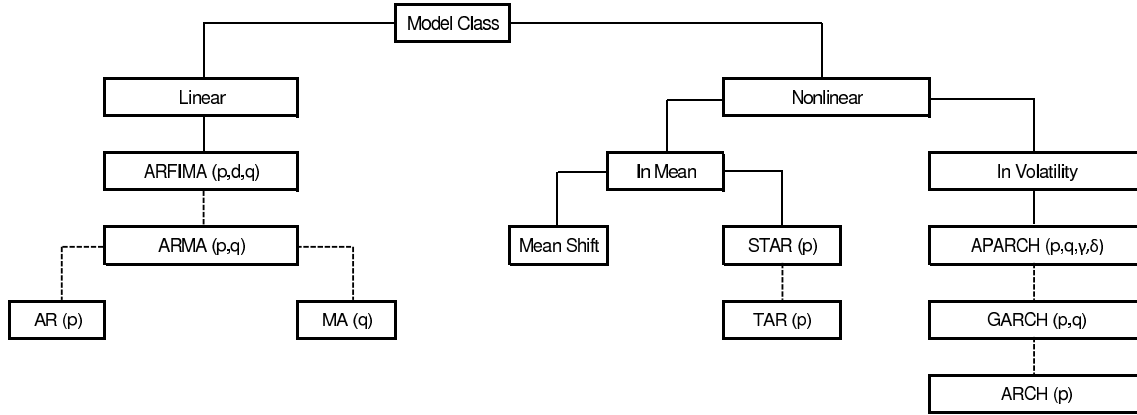 Model Class
Linear
Nonlinear
ARFIMA (p,d,q)
In Mean
In Volatility
ARMA (p,q)
Mean Shift
STAR (p)
APARCH (p,q,γ,δ)
AR (p)
MA (q)
TAR (p)
GARCH (p,q)
ARCH (p)